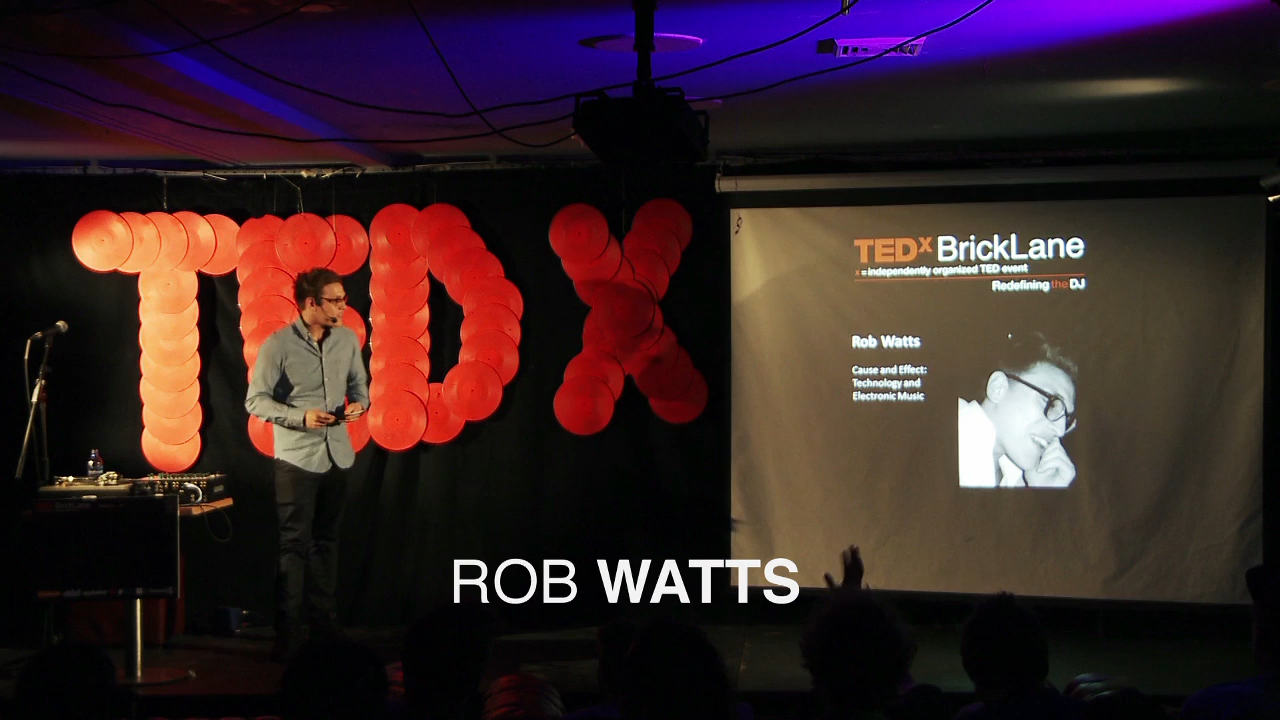 TEDX
TEDx BrickLane
x = independently organized TED event
Redefining the DJ
Rob Watts
Cause and Effect:
Technology and
Electronic Music
ROB WATTS